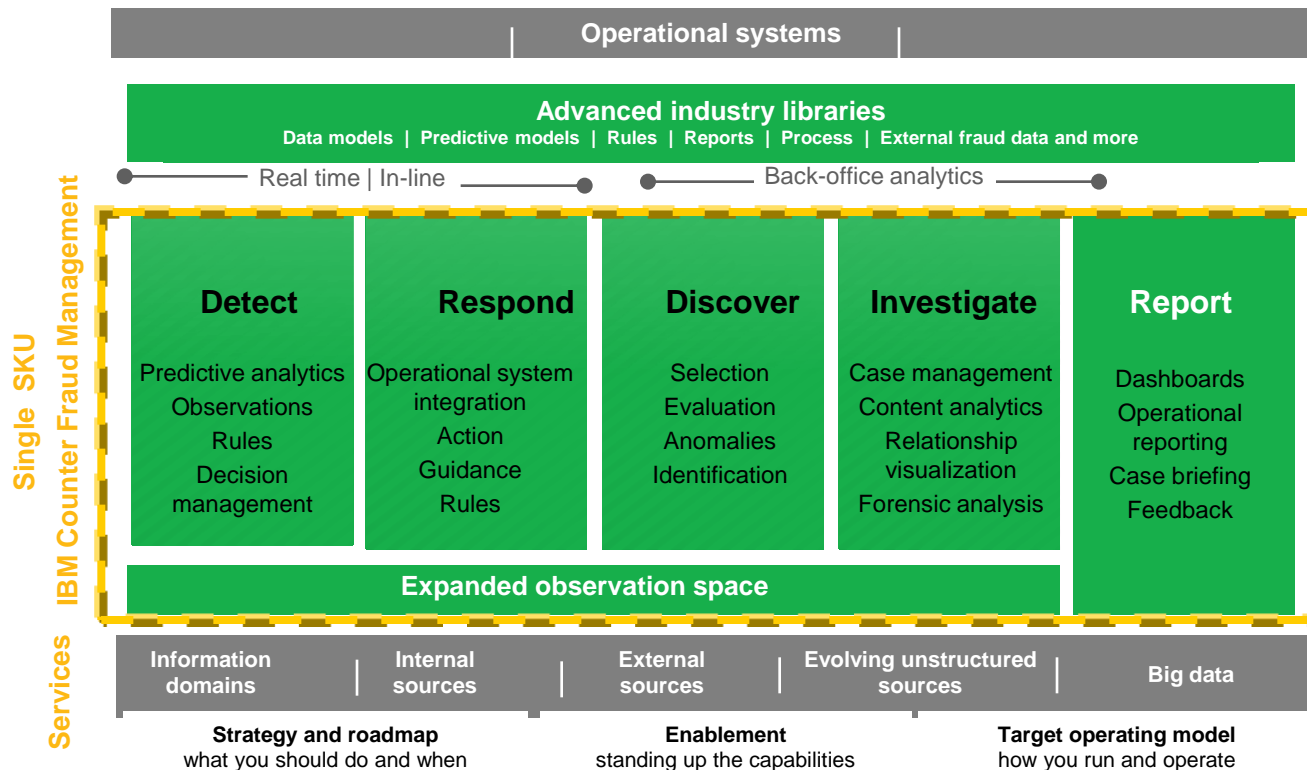 Operational systems
Advanced industry libraries
Data models | Predictive models | Rules | Reports | Process | External fraud data and more
Real time | In-line
Back-office analytics
Single SKU
IBM Counter Fraud Management
Detect
Predictive analytics
Observations
Rules
Decision
management
Respond
Operational system
integration
Action
Guidance
Rules
Discover
Selection
Evaluation
Anomalies
Identification
Investigate
Case management
Content analytics
Relationship
visualization
Forensic analysis
Report
Dashboards
Operational
reporting
Case briefing
Feedback
Expanded observation space
Services
Information
domains
Internal
sources
External
sources
Evolving unstructured
sources
Big data
Strategy and roadmap
what you should do and when
Enablement
standing up the capabilities
Target operating model
how you run and operate